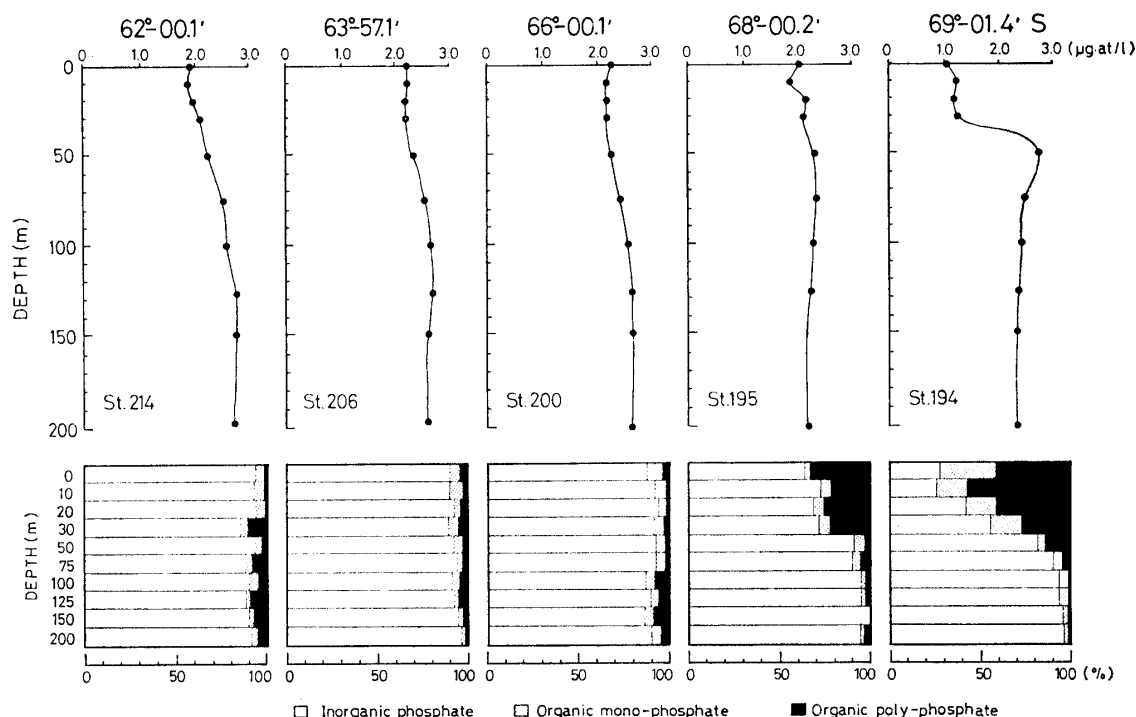 62°-00.1' 63°-57.1' 66°-00.1' 68°-00.2' 69°-01.4' S
0 1.0 2.0 3.0 0 1.0 2.0 3.0 0 1.0 2.0 3.0 0 1.0 2.0 3.0 0 1.0 2.0 3.0 (μg.at/l)
0
50
100
150
200
DEPTH (m)
St.214 St.206 St.200 St.195 St.194
DEPTH (m)
0
10
20
30
50
75
100
125
150
200
0 50 100 0 50 100 0 50 100 0 50 100 0 50 100 (%)
Inorganic phosphate Organic mono-phosphate Organic poly-phosphate